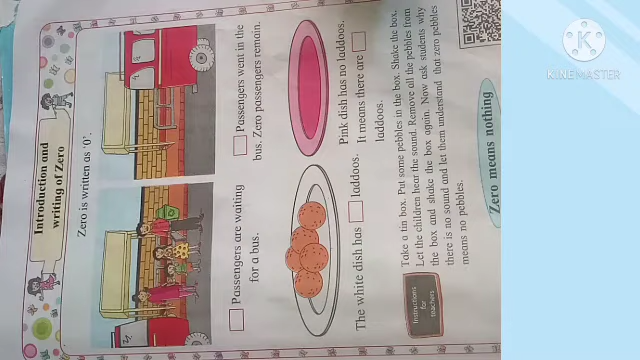 Introduction and
writing of Zero
Zero is written as '0'.
Passengers are waiting
for a bus.
Passengers went in the
bus. Zero passengers remain.
The white dish has laddoos.
Pink dish has no laddoos.
It means there are
laddoos.
Instructions
for
teachers
Take a tin box. Put some pebbles in the box. Shake the box.
Let the children hear the sound. Remove all the pebbles from
the box and shake the box again. Now ask students why
there is no sound and let them understand that zero pebbles
means no pebbles.
Zero means nothing
KINEMASTER